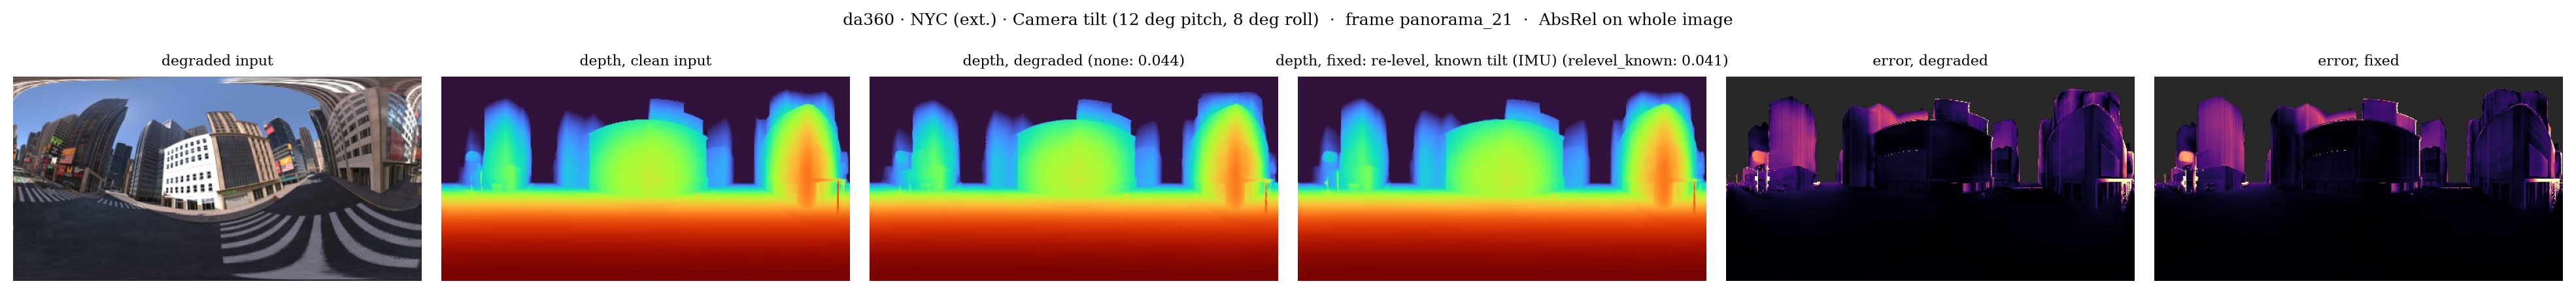 da360 · NYC (ext.) · Camera tilt (12 deg pitch, 8 deg roll)  ·  frame panorama_21  ·  AbsRel on whole image
degraded input
depth, clean input
depth, degraded (none: 0.044)
depth, fixed: re-level, known tilt (IMU) (relevel_known: 0.041)
error, degraded
error, fixed